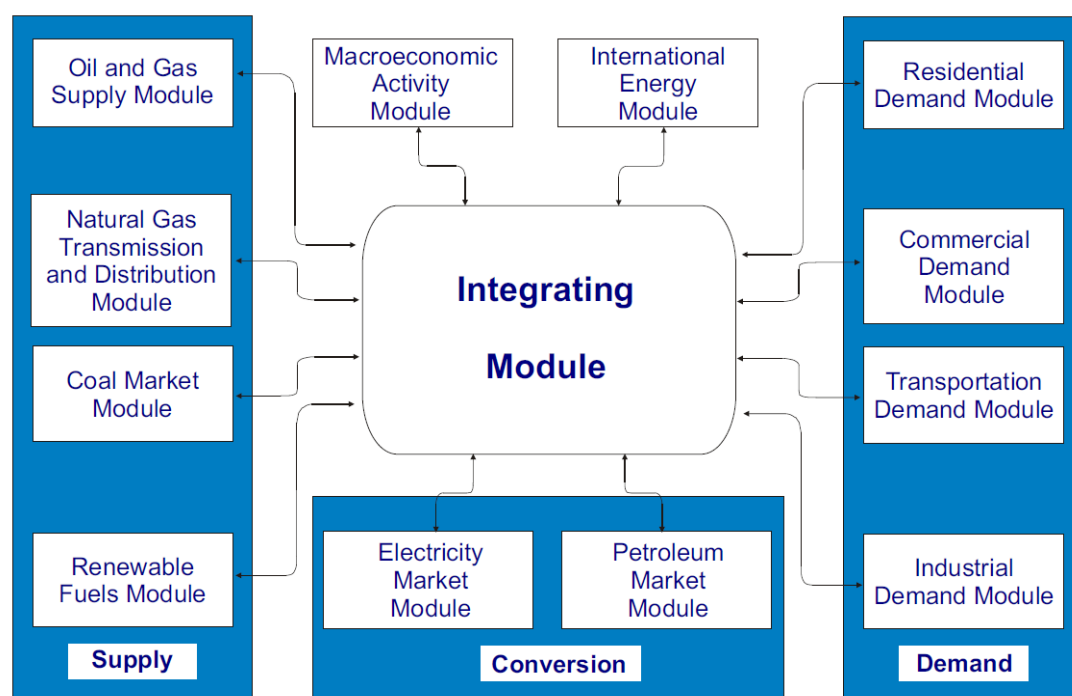 Oil and Gas
Supply Module
Natural Gas
Transmission
and Distribution
Module
Coal Market
Module
Renewable
Fuels Module
Supply
Macroeconomic
Activity
Module
International
Energy
Module
Integrating
Module
Electricity
Market
Module
Petroleum
Market
Module
Conversion
Residential
Demand Module
Commercial
Demand
Module
Transportation
Demand Module
Industrial
Demand Module
Demand